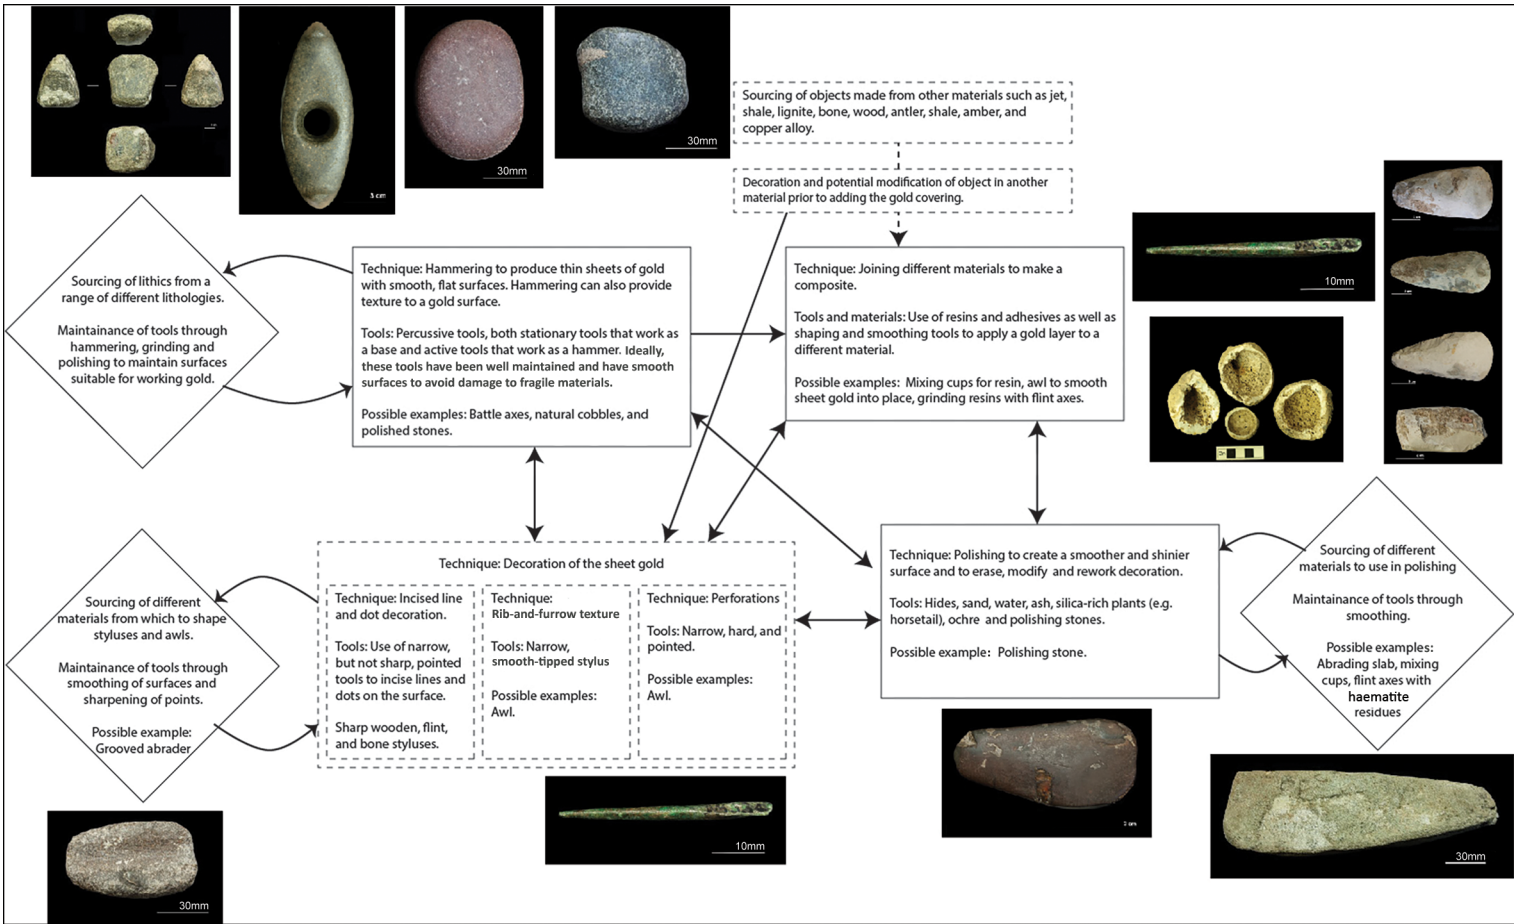 3 cm
30mm
30mm
Sourcing of objects made from other materials such as jet,
shale, lignite, bone, wood, antler, shale, amber, and
copper alloy.
Decoration and potential modification of object in another
material prior to adding the gold covering.
Sourcing of lithics from a
range of different lithologies.
Maintainance of tools through
hammering, grinding and
polishing to maintain surfaces
suitable for working gold.
Technique: Hammering to produce thin sheets of gold
with smooth, flat surfaces. Hammering can also provide
texture to a gold surface.
Tools: Percussive tools, both stationary tools that work as
a base and active tools that work as a hammer. Ideally,
these tools have been well maintained and have smooth
surfaces to avoid damage to fragile materials.
Possible examples: Battle axes, natural cobbles, and
polished stones.
Technique: Joining different materials to make a
composite.
Tools and materials: Use of resins and adhesives as well as
shaping and smoothing tools to apply a gold layer to a
different material.
Possible examples: Mixing cups for resin, awl to smooth
sheet gold into place, grinding resins with flint axes.
10mm
Sourcing of different
materials from which to shape
styluses and awls.
Maintainance of tools through
smoothing of surfaces and
sharpening of points.
Possible example:
Grooved abrader
Technique: Decoration of the sheet gold
Technique: Incised line
and dot decoration.
Tools: Use of narrow,
but not sharp, pointed
tools to incise lines and
dots on the surface.
Sharp wooden, flint,
and bone styluses.
Technique:
Rib-and-furrow texture
Tools: Narrow,
smooth-tipped stylus
Possible examples:
Awl.
Technique: Perforations
Tools: Narrow, hard, and
pointed.
Possible examples:
Awl.
Technique: Polishing to create a smoother and shinier
surface and to erase, modify and rework decoration.
Tools: Hides, sand, water, ash, silica-rich plants (e.g.
horsetail), ochre and polishing stones.
Possible example: Polishing stone.
Sourcing of different
materials to use in polishing
Maintainance of tools through
smoothing.
Possible examples:
Abrading slab, mixing
cups, flint axes with
haematite
residues
30mm
10mm
30mm